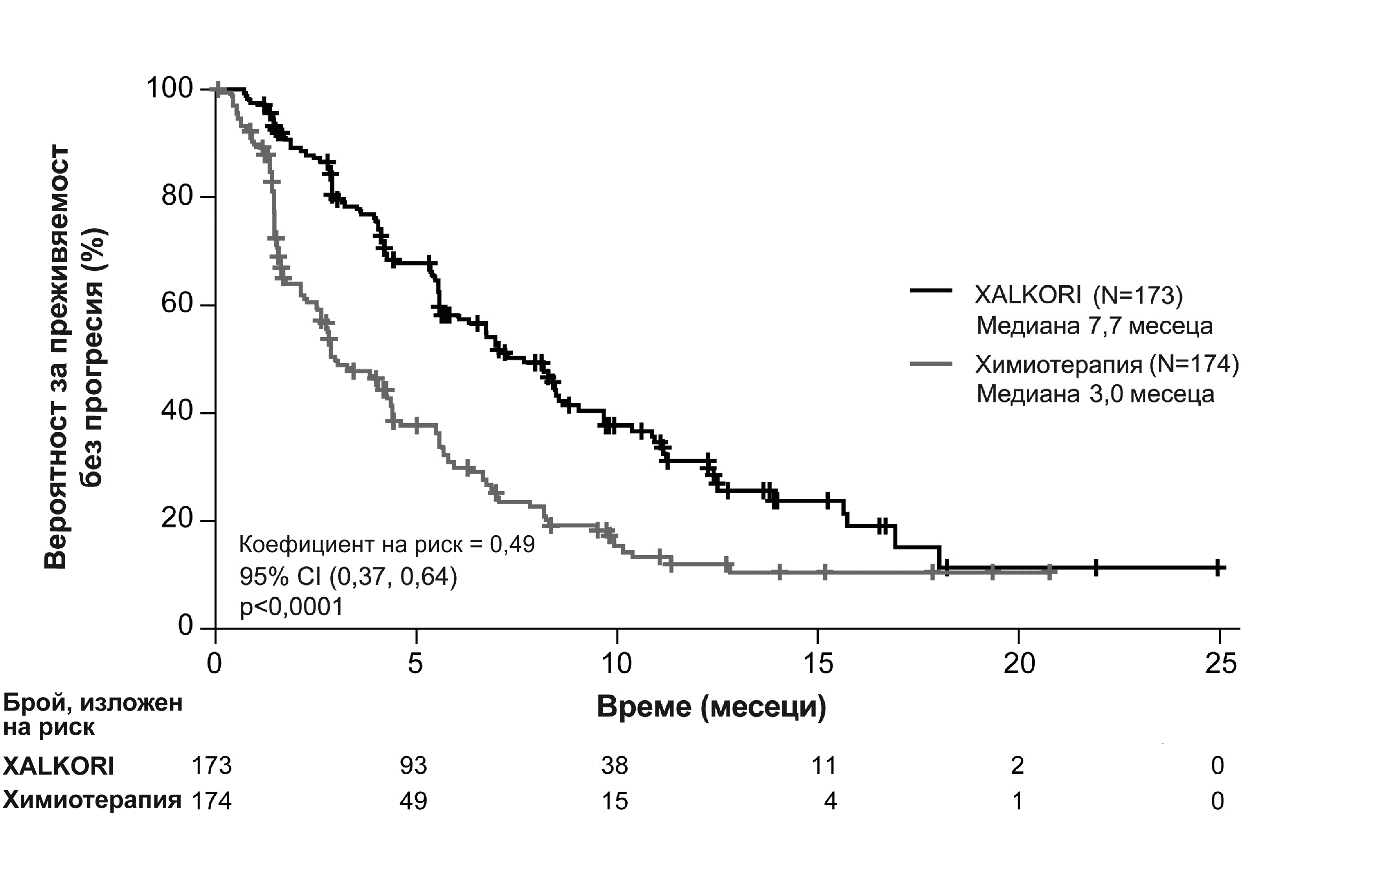 100
80
60
40
20
0
Вероятност за преживяемост
без прогресия (%)
XALKORI (N=173)
Медиана 7,7 месеца
Химиотерапия (N=174)
Медиана 3,0 месеца
Коефициент на риск = 0,49
95% CI (0,37, 0,64)
p<0,0001
0 5 10 15 20 25
Време (месеци)
Брой, изложен
на риск
XALKORI 173 93 38 11 2 0
Химиотерапия 174 49 15 4 1 0